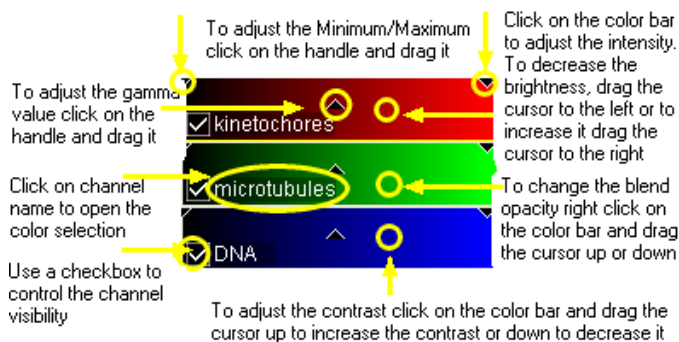 To adjust the Minimum/Maximum
click on the handle and drag it
Click on the color bar
to adjust the intensity.
To decrease the
brightness, drag the
cursor to the left or to
increase it drag the
cursor to the right
To adjust the gamma
value click on the
handle and drag it
kinetochores
microtubules
DNA
Click on channel
name to open the
color selection
To change the blend
opacity right click on
the color bar and drag
the cursor up or down
Use a checkbox to
control the channel
visibility
To adjust the contrast click on the color bar and drag the
cursor up to increase the contrast or down to decrease it